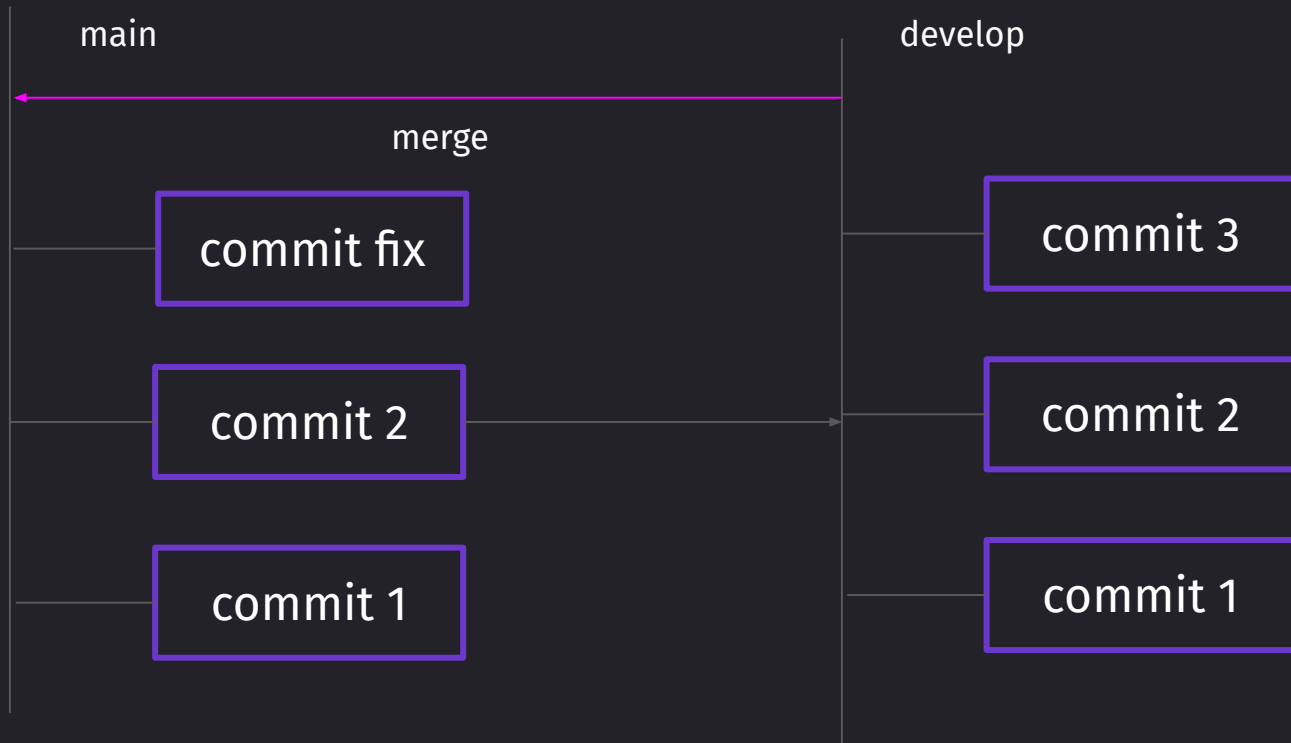 main
develop
merge
commit fix
commit 3
commit 2
commit 2
commit 1
commit 1